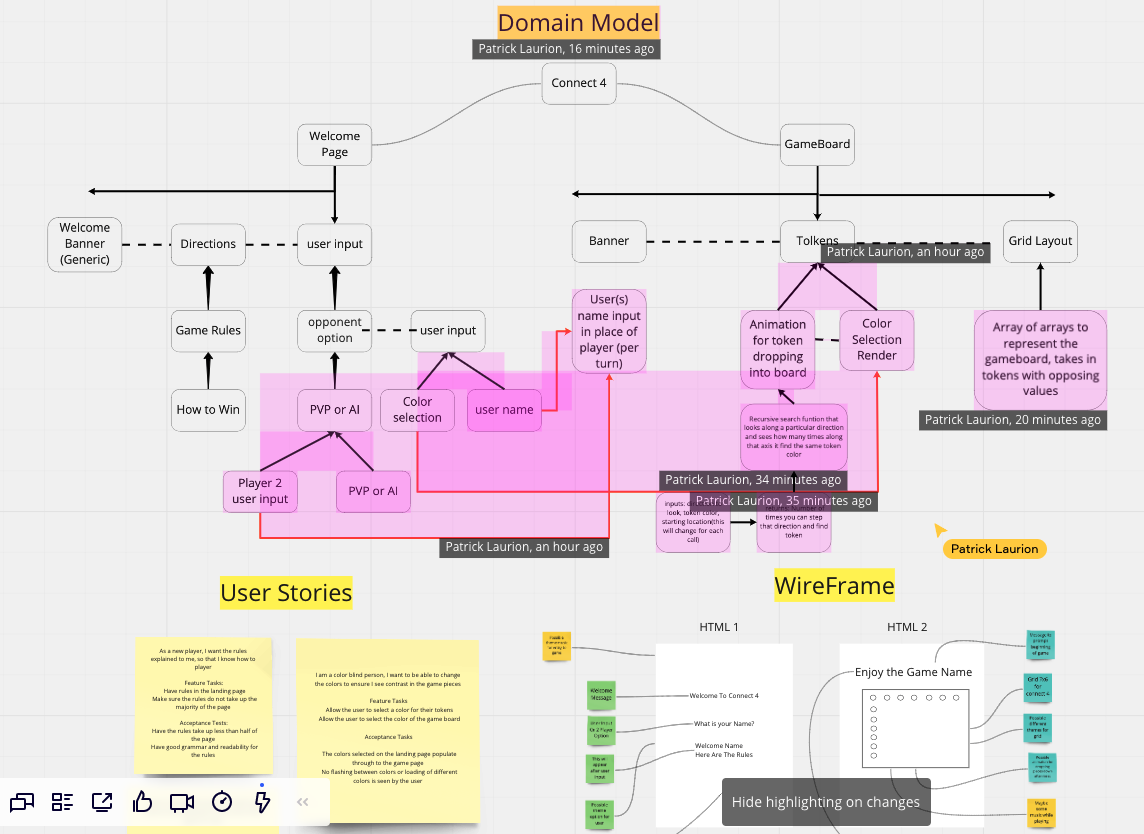 Domain Model
Patrick Laurion, 16 minutes ago
Connect 4
Welcome
Page
GameBoard
Welcome
Banner
(Generic)
Directions
user input
Banner
Tolkens
Patrick Laurion, an hour ago
Grid Layout
Game Rules
opponent
option
user input
User(s)
name input
in place of
player (per
turn)
Animation
for token
dropping
into board
Color
Selection
Render
Array of arrays to
represent the
gameboard, takes in
tokens with opposing
values
How to Win
PVP or AI
Color
selection
user name
Patrick Laurion, 20 minutes ago
Recursive search funtion that
looks along a particular direction
and sees how many times along
that axis it find the same token
color
Player 2
user input
PVP or AI
Patrick Laurion, 34 minutes ago
Patrick Laurion, 35 minutes ago
inputs:
look, token color,
starting location(this
will change for each
call)
times you can step
that direction and find
token
Patrick Laurion, an hour ago
Patrick Laurion
User Stories
WireFrame
HTML 1
HTML 2
As a new player, I want the rules
explained to me, so that I know how to
player
Feature Tasks:
Have rules in the landing page
Make sure the rules do not take up the
majority of the page
Acceptance Tests:
Have the rules take up less than half of
the page
Have good grammar and readability for
the rules
I am a color blind person, I want to be able to change
the colors to ensure I see contrast in the game pieces
Feature Tasks
Allow the user to select a color for their tokens
Allow the user to select the color of the game board
Acceptance Tasks
The colors selected on the landing page populate
through to the game page
No flashing between colors or loading of different
colors is seen by the user
Welcome
Message
Option
Possible
Welcome To Connect 4
What is your Name?
Welcome Name
Here Are The Rules
Enjoy the Game Name
Grid 7x6
for
connect 4
Maybe
some
music while
playing
Hide highlighting on changes